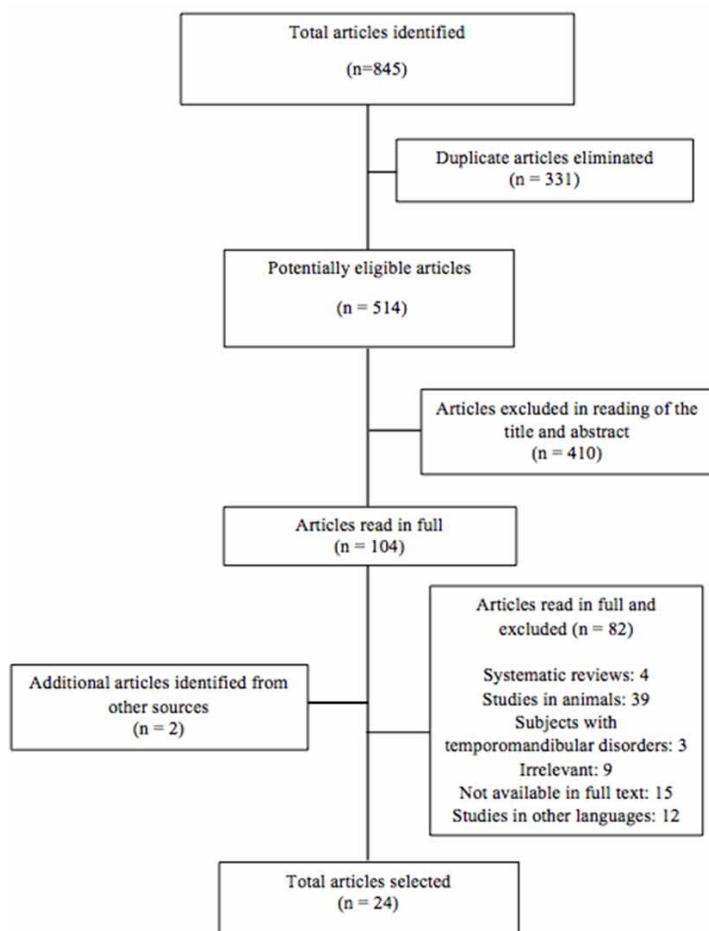 Total articles identified
(n=845)
Duplicate articles eliminated
(n = 331)
Potentially eligible articles
(n = 514)
Articles excluded in reading of the
title and abstract
(n = 410)
Articles read in full
(n = 104)
Articles read in full and
excluded (n = 82)
Systematic reviews: 4
Studies in animals: 39
Subjects with
temporomandibular disorders: 3
Irrelevant: 9
Not available in full text: 15
Studies in other languages: 12
Additional articles identified from
other sources
(n = 2)
Total articles selected
(n = 24)